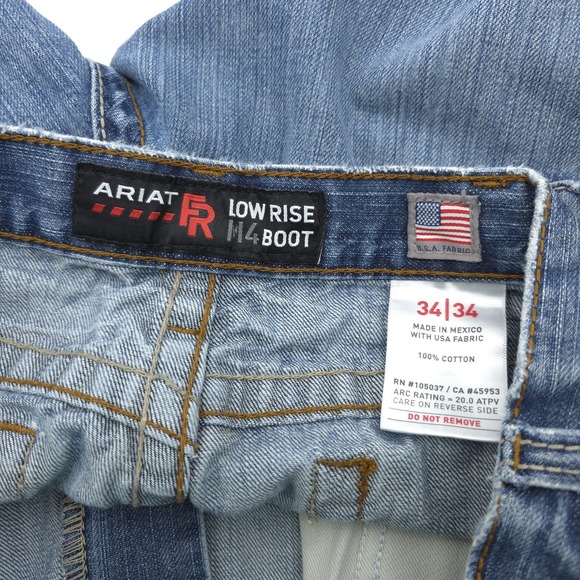 ARIAT FR
LOW RISE
M4 BOOT
U.S.A. FABRIC
34|34
MADE IN MEXICO
WITH USA FABRIC
100% COTTON
RN #105037 / CA #45953
ARC RATING = 20.0 ATPV
CARE ON REVERSE SIDE
DO NOT REMOVE